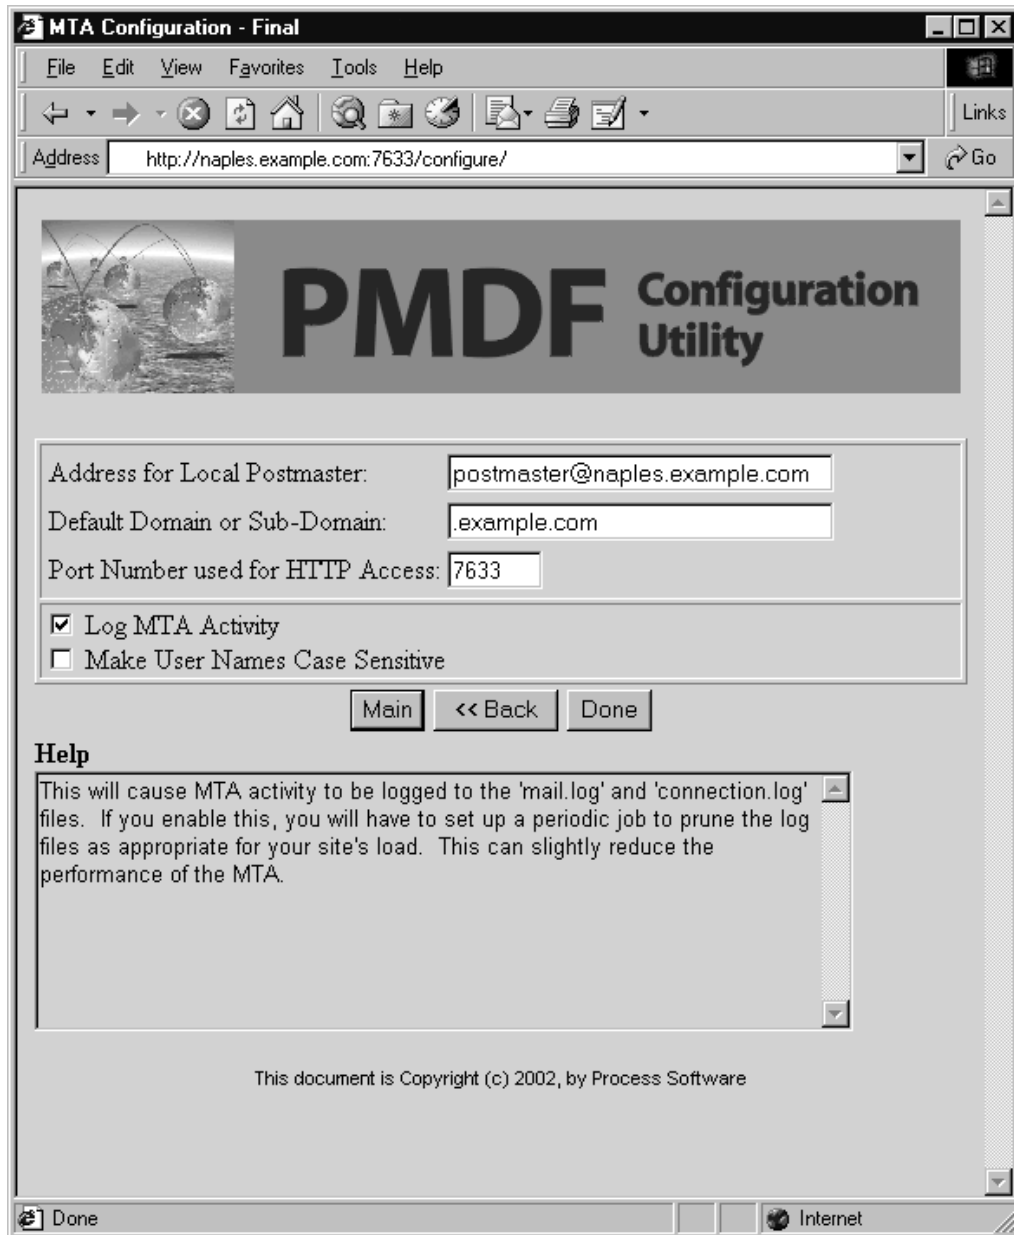 MTA Configuration - Final
File Edit View Favorites Tools Help
Links
Address http://naples.example.com:7633/configure/ Go
PMDF Configuration
Utility
Address for Local Postmaster: postmaster@naples.example.com
Default Domain or Sub-Domain: .example.com
Port Number used for HTTP Access: 7633
Log MTA Activity
Make User Names Case Sensitive
Main << Back Done
Help
This will cause MTA activity to be logged to the 'mail.log' and 'connection.log'
files. If you enable this, you will have to set up a periodic job to prune the log
files as appropriate for your site's load. This can slightly reduce the
performance of the MTA.
This document is Copyright (c) 2002, by Process Software
Done Internet